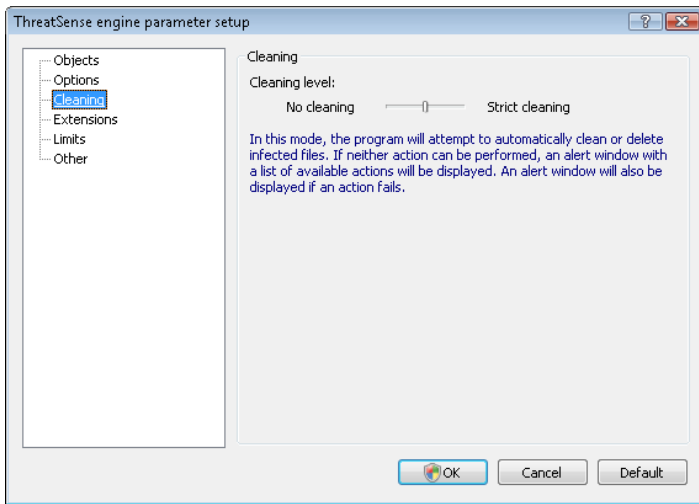 ThreatSense engine parameter setup
Objects
Options
Cleaning
Extensions
Limits
Other
Cleaning
Cleaning level:
No cleaning
Strict cleaning
In this mode, the program will attempt to automatically clean or delete
infected files. If neither action can be performed, an alert window with
a list of available actions will be displayed. An alert window will also be
displayed if an action fails.
OK
Cancel
Default